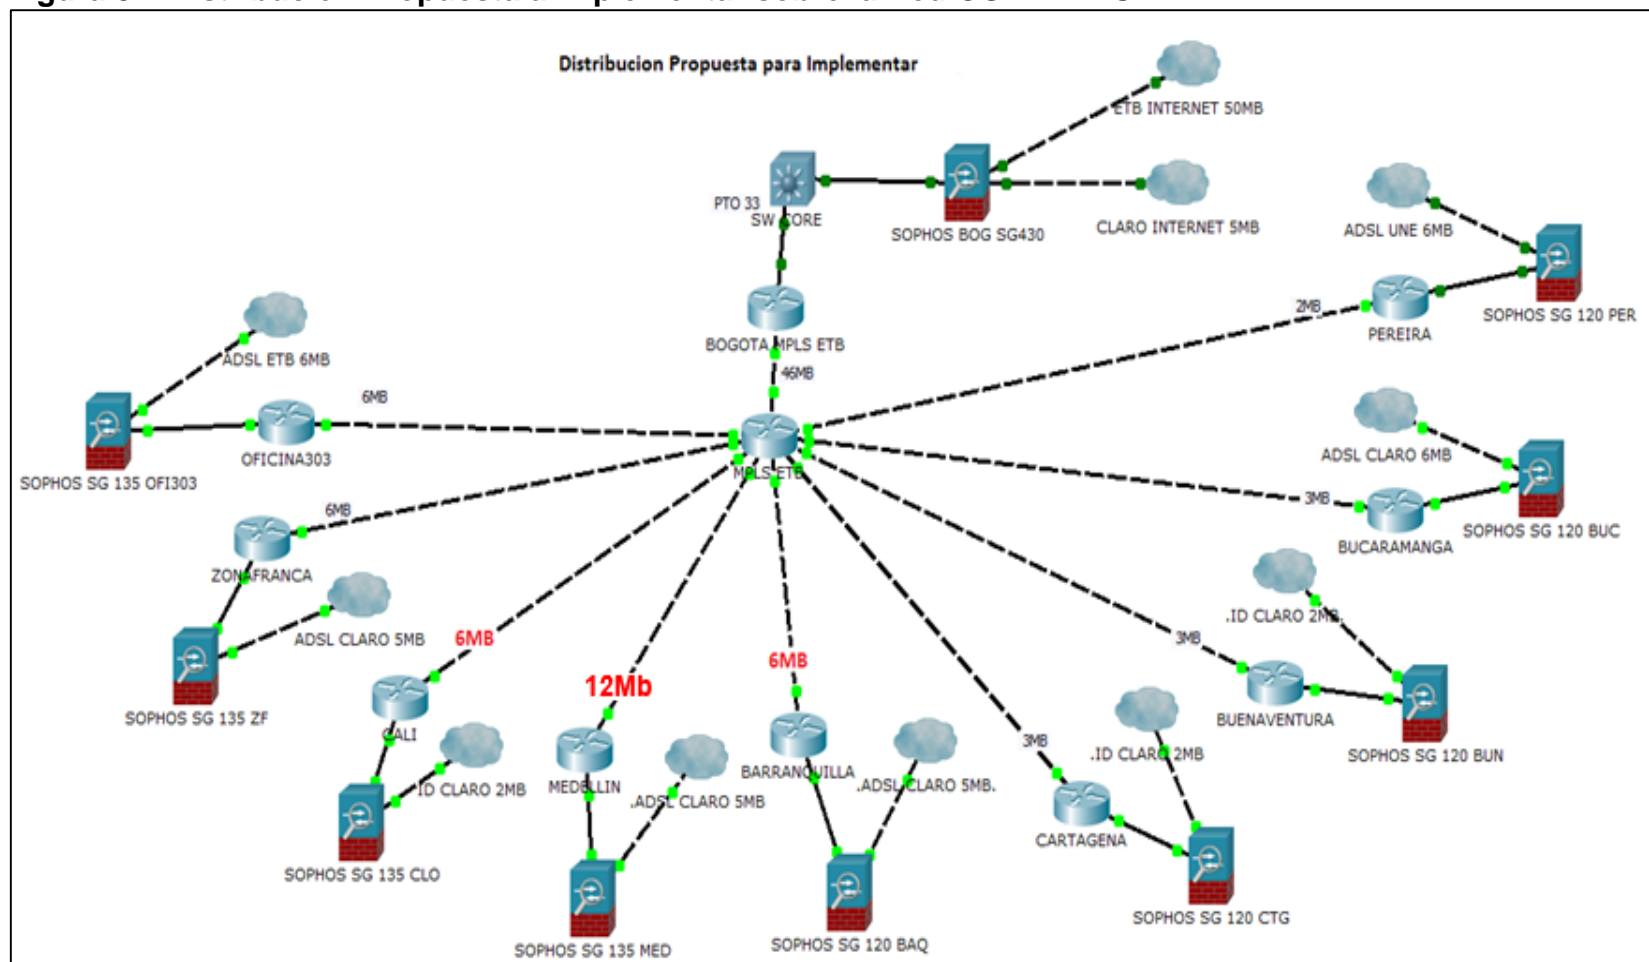 Distribucion Propuesta para Implementar
ETB INTERNET 50MB
PTO 33
SW CORE
SOPHOS BOG SG430
CLARO INTERNET 5MB
ADSL UNE 6MB
SOPHOS SG 120 PER
PEREIRA
2MB
BOGOTA MPLS ETB
46MB
ADSL ETB 6MB
6MB
OFICINA303
SOPHOS SG 135 OFI303
MPLS ETB
ADSL CLARO 6MB
3MB
BUCARAMANGA
SOPHOS SG 120 BUC
6MB
ZONAFRANCA
ADSL CLARO 5MB
SOPHOS SG 135 ZF
.ID CLARO 2MB.
3MB
BUENAVENTURA
SOPHOS SG 120 BUN
6MB
CALI
ID CLARO 2MB
SOPHOS SG 135 CLO
12Mb
MEDELLIN
.ADSL CLARO 5MB
SOPHOS SG 135 MED
6MB
BARRANQUILLA
.ADSL CLARO 5MB.
SOPHOS SG 120 BAQ
3MB
.ID CLARO 2MB
CARTAGENA
SOPHOS SG 120 CTG